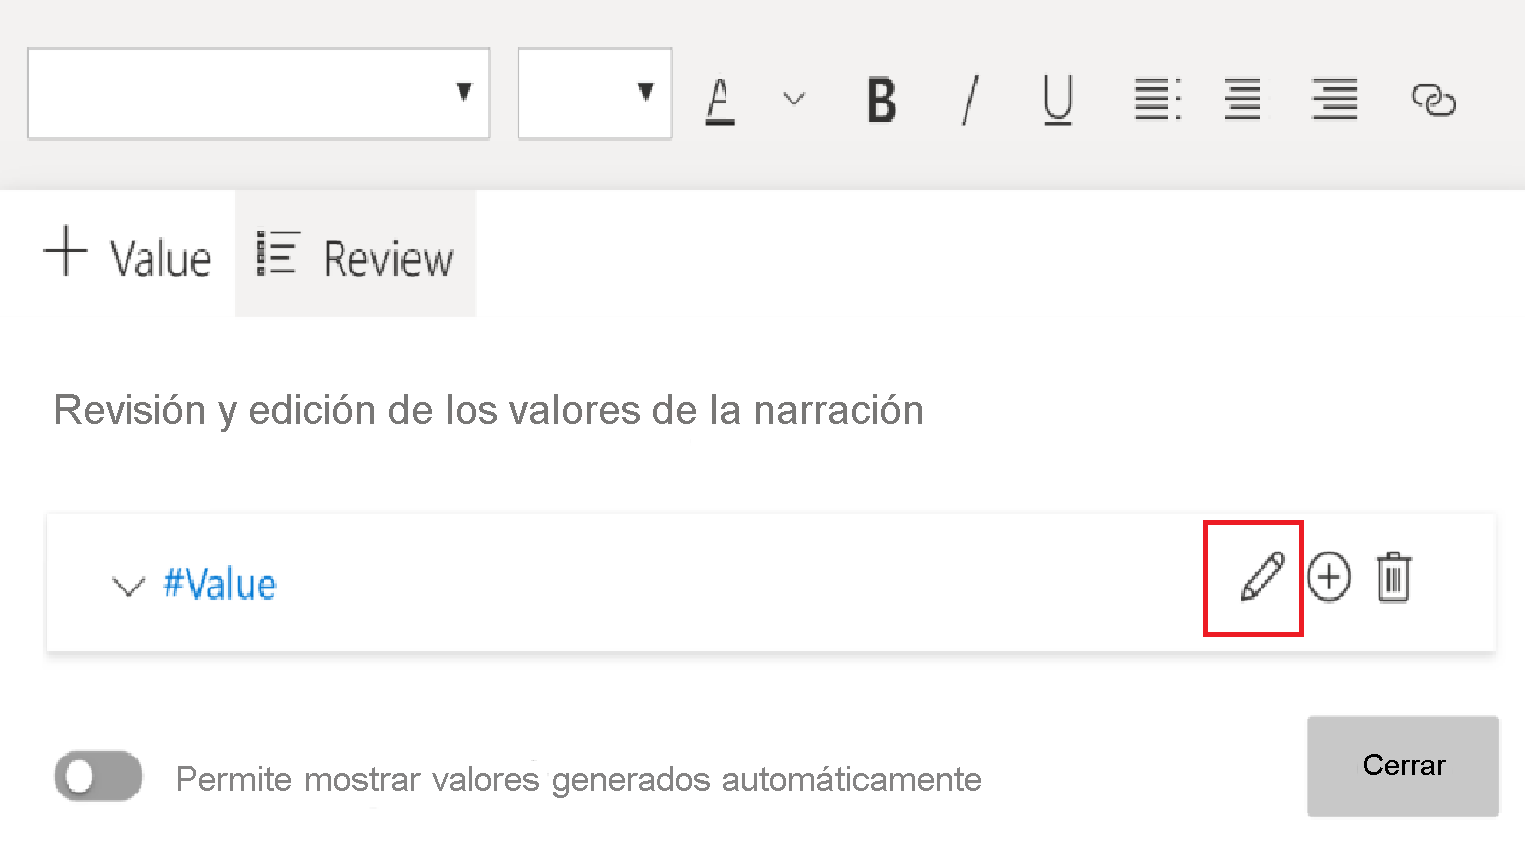 A B / U
+ Value Review
Revisión y edición de los valores de la narración
#Value
Permite mostrar valores generados automáticamente
Cerrar